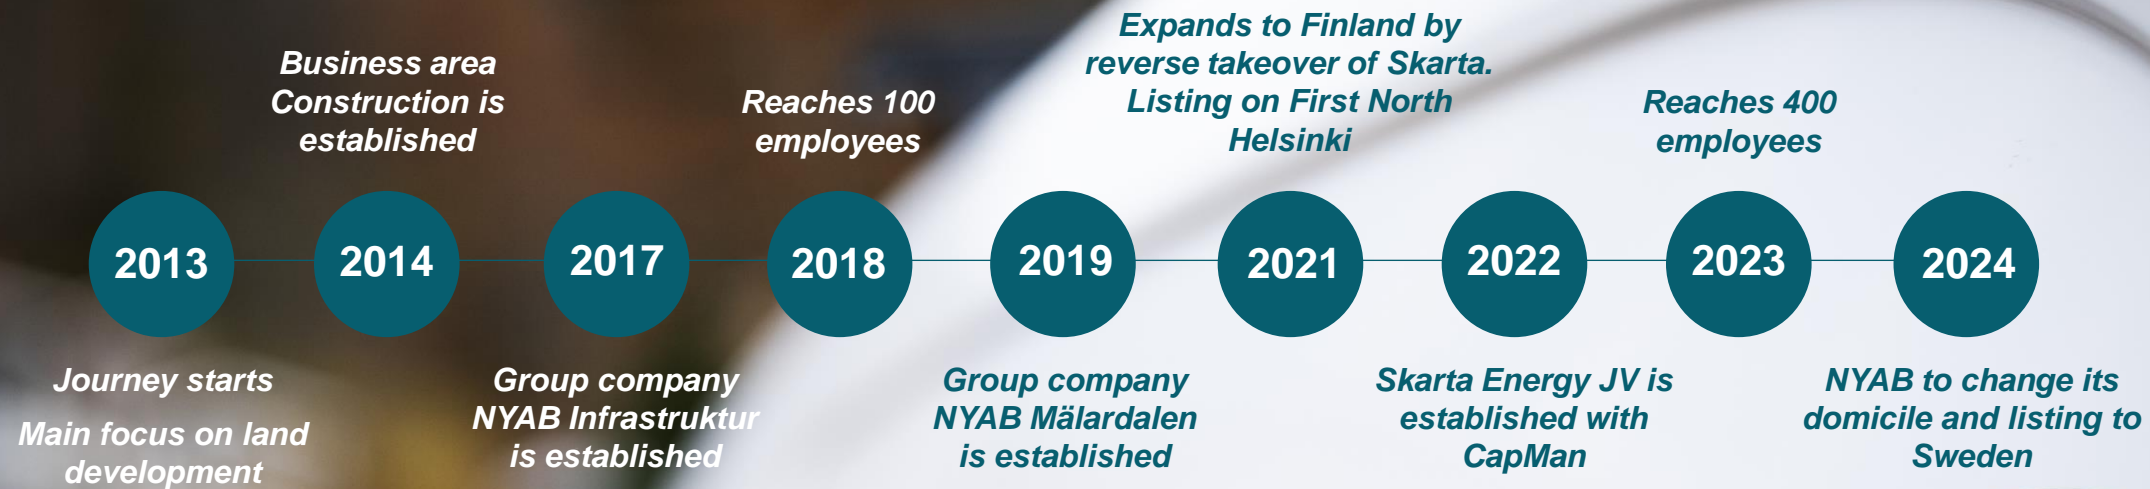 Business area
Construction is
established
Reaches 100
employees
Expands to Finland by
reverse takeover of Skarta.
Listing on First North
Helsinki
Reaches 400
employees
2013
2014
2017
2018
2019
2021
2022
2023
2024
Journey starts
Main focus on land
development
Group company
NYAB Infrastruktur
is established
Group company
NYAB Mälardalen
is established
Skarta Energy JV is
established with
CapMan
NYAB to change its
domicile and listing to
Sweden